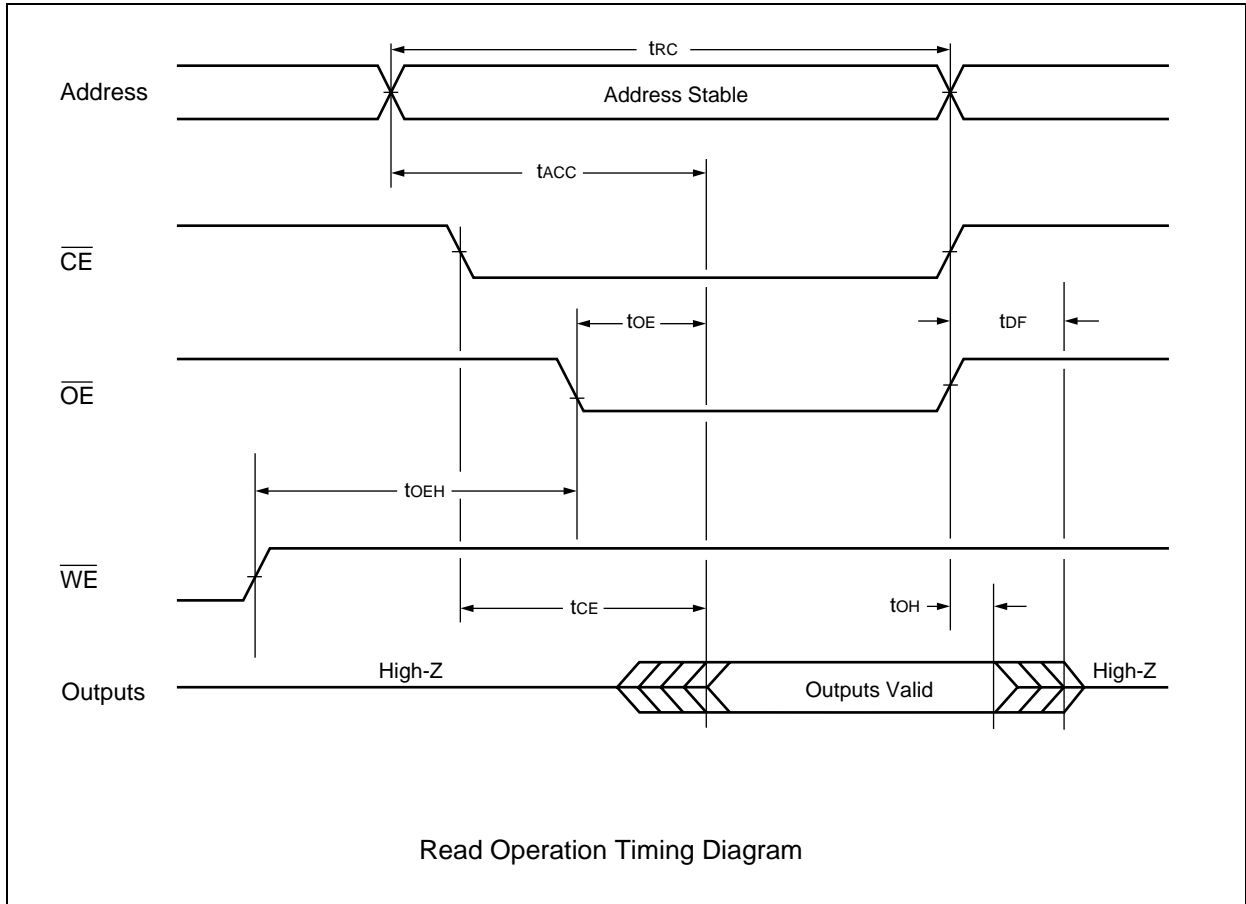 tRC
Address
Address Stable
tACC
CE
tOE
tDF
OE
tOEH
WE
tCE
tOH
High-Z
High-Z
Outputs
Outputs Valid
Read Operation Timing Diagram